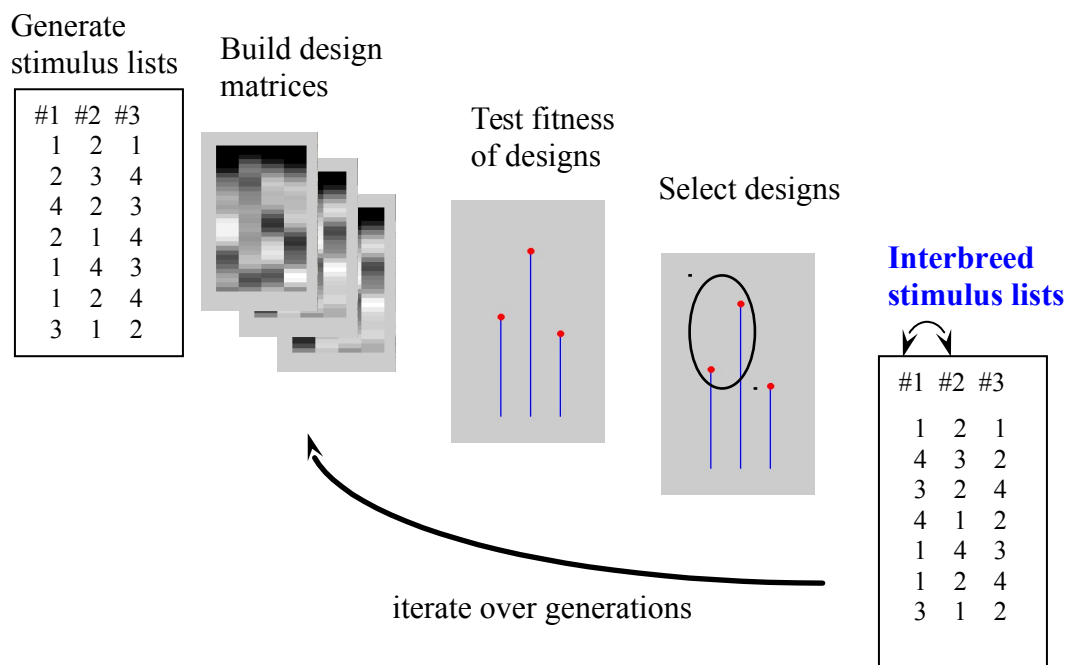 Generate
stimulus lists
#1 #2 #3
1 2 1
2 3 4
4 2 3
2 1 4
1 4 3
1 2 4
3 1 2
Build design
matrices
Test fitness
of designs
Select designs
Interbreed
stimulus lists
#1 #2 #3
1 2 1
4 3 2
3 2 4
4 1 2
1 4 3
1 2 4
3 1 2
iterate over generations